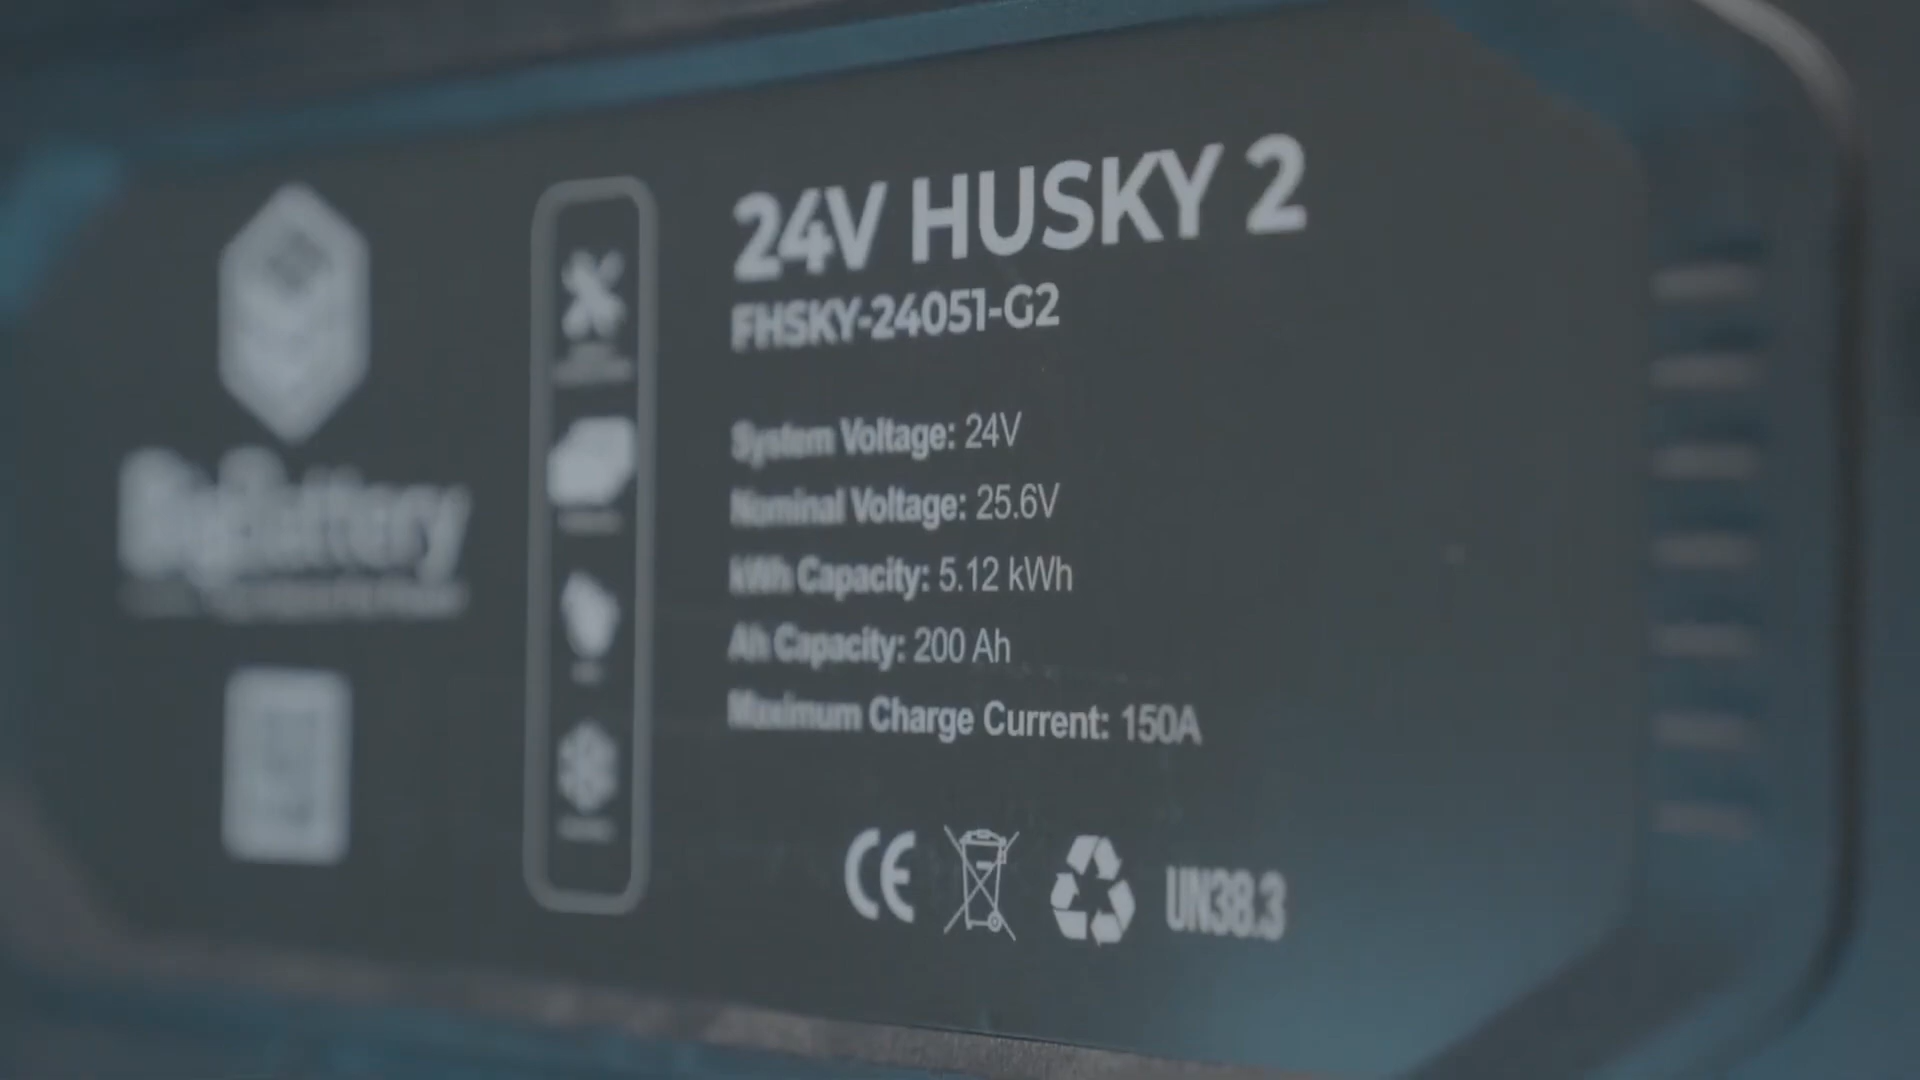 BigBattery
24V HUSKY 2
FHSKY-24051-G2
System Voltage: 24V
Nominal Voltage: 25.6V
kWh Capacity: 5.12 kWh
Ah Capacity: 200 Ah
Maximum Charge Current: 150A
CE
UN38.3